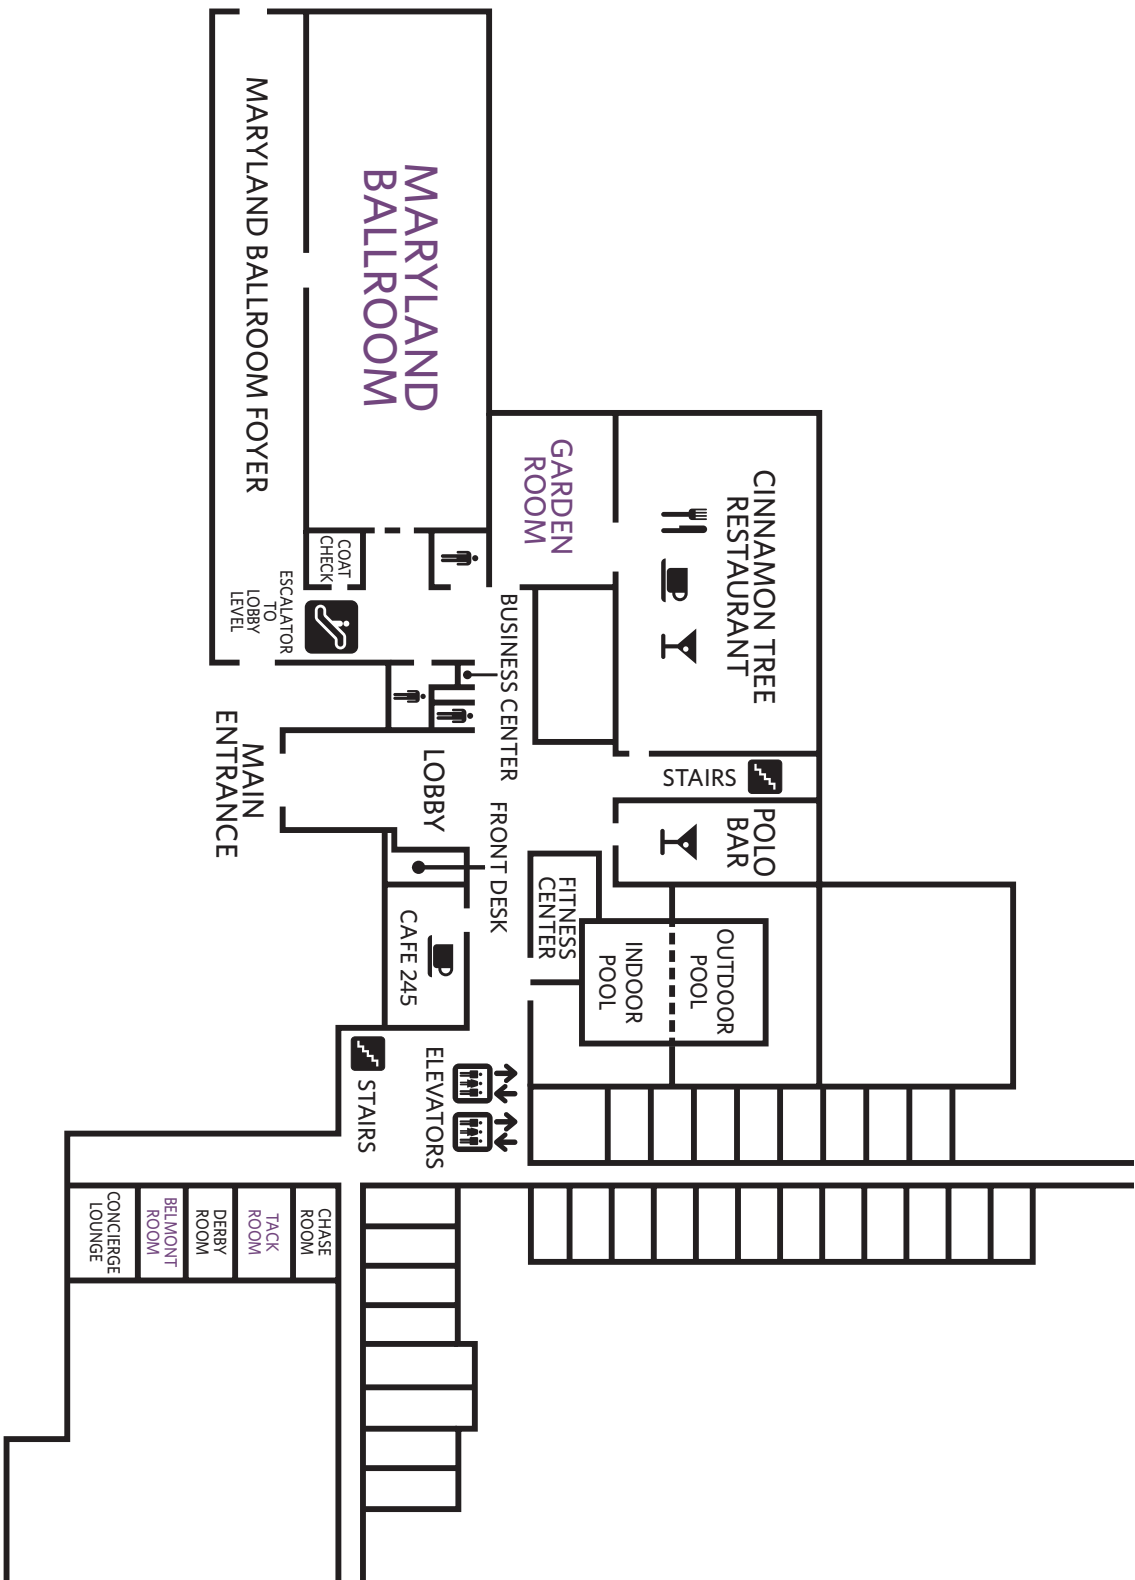 MARYLAND
BALLROOM
MARYLAND BALLROOM FOYER
GARDEN
ROOM
CINNAMON TREE
RESTAURANT
COAT
CHECK
ESCALATOR
TO
LOBBY
LEVEL
BUSINESS CENTER
MAIN
ENTRANCE
LOBBY
STAIRS
POLO
BAR
FRONT DESK
FITNESS
CENTER
CAFE 245
OUTDOOR
POOL
INDOOR
POOL
ELEVATORS
STAIRS
CONCIERGE
LOUNGE
BELMONT
ROOM
DERBY
ROOM
TACK
ROOM
CHASE
ROOM